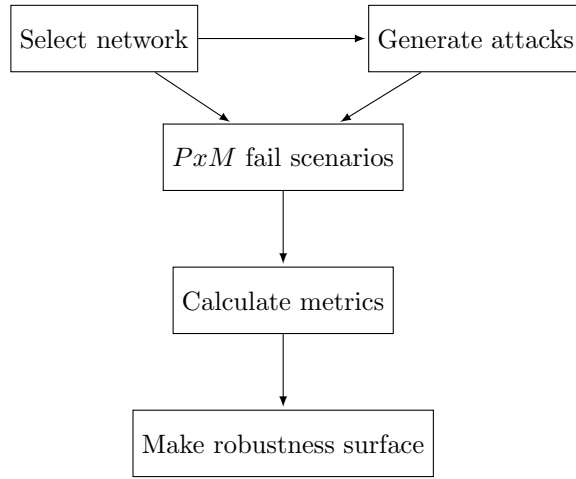 Select network
Generate attacks
PxM fail scenarios
Calculate metrics
Make robustness surface